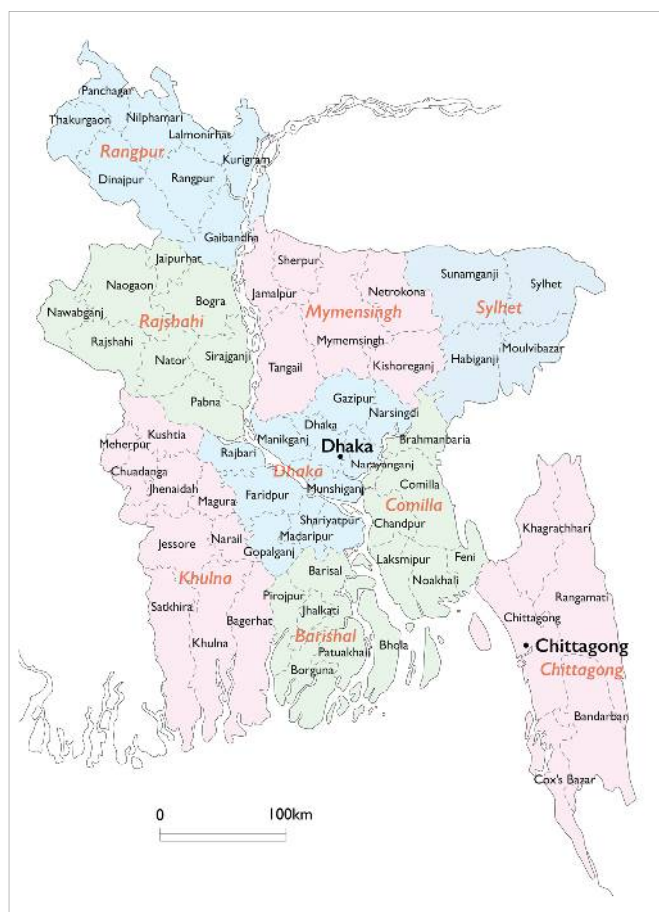 Panchagar
Thakurgaon
Nilphamari
Lalmonirhat
Rangpur
Kurigram
Dinajpur
Rangpur
Gaibandha
Jaipurhat
Naogaon
Bogra
Nawabganj
Rajshahi
Rajshahi
Nator
Sirajganji
Pabna
Sherpur
Jamalpur
Netrokona
Mymensingh
Mymemsingh
Tangail
Kishoreganj
Sunamganji
Sylhet
Sylhet
Habiganji
Moulvibazar
Gazipur
Dhaka
Narsingdi
Manikganj
Dhaka
Rajbari
Dhaka
Narayanganj
Faridpur
Munshiganj
Shariyatpur
Madaripur
Gopalganj
Brahmanbaria
Comilla
Comilla
Chandpur
Laksmipur
Feni
Noakhali
Kushtia
Meherpur
Chuadanga
Jhenaidah
Magura
Jessore
Narail
Khulna
Satkhira
Bagerhat
Khulna
Barisal
Pirojpur
Jhalkati
Barishal
Patuakhali
Bhola
Borguna
Khagrathhari
Rangamati
Chittagong
Chittagong
Chittagong
Bandarban
Cox's Bazar
0 100km